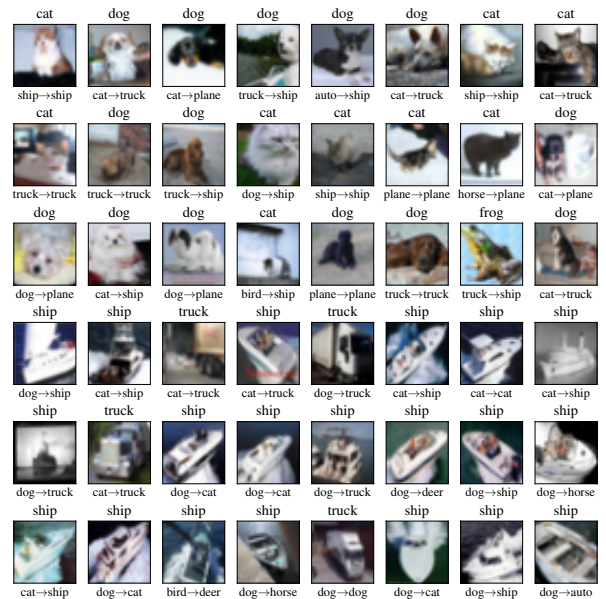 cat dog dog dog dog dog cat cat
ship→ship cat→truck cat→plane truck→ship auto→ship cat→truck ship→ship cat→truck
cat dog dog cat cat cat cat dog
truck→truck truck→truck truck→ship dog→ship ship→ship plane→plane horse→plane cat→plane
dog dog dog cat dog dog frog dog
dog→plane cat→ship dog→plane bird→ship plane→plane truck→truck truck→ship cat→truck
ship ship truck ship truck ship ship ship
dog→ship cat→ship cat→truck cat→truck dog→truck cat→ship cat→cat cat→ship
ship truck ship ship ship ship ship ship
dog→truck cat→truck dog→cat dog→cat dog→truck dog→deer dog→ship dog→horse
ship ship ship ship truck ship ship ship
cat→ship dog→cat bird→deer dog→horse dog→dog dog→cat dog→ship dog→auto